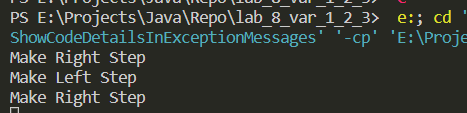 PS E:\Projects\Java\Repo\lab_8_var_1_2_3> e
PS E:\Projects\Java\Repo\lab_8_var_1_2_3> e:; cd '
ShowCodeDetailsInExceptionMessages' '-cp' 'E:\Proje
Make Right Step
Make Left Step
Make Right Step